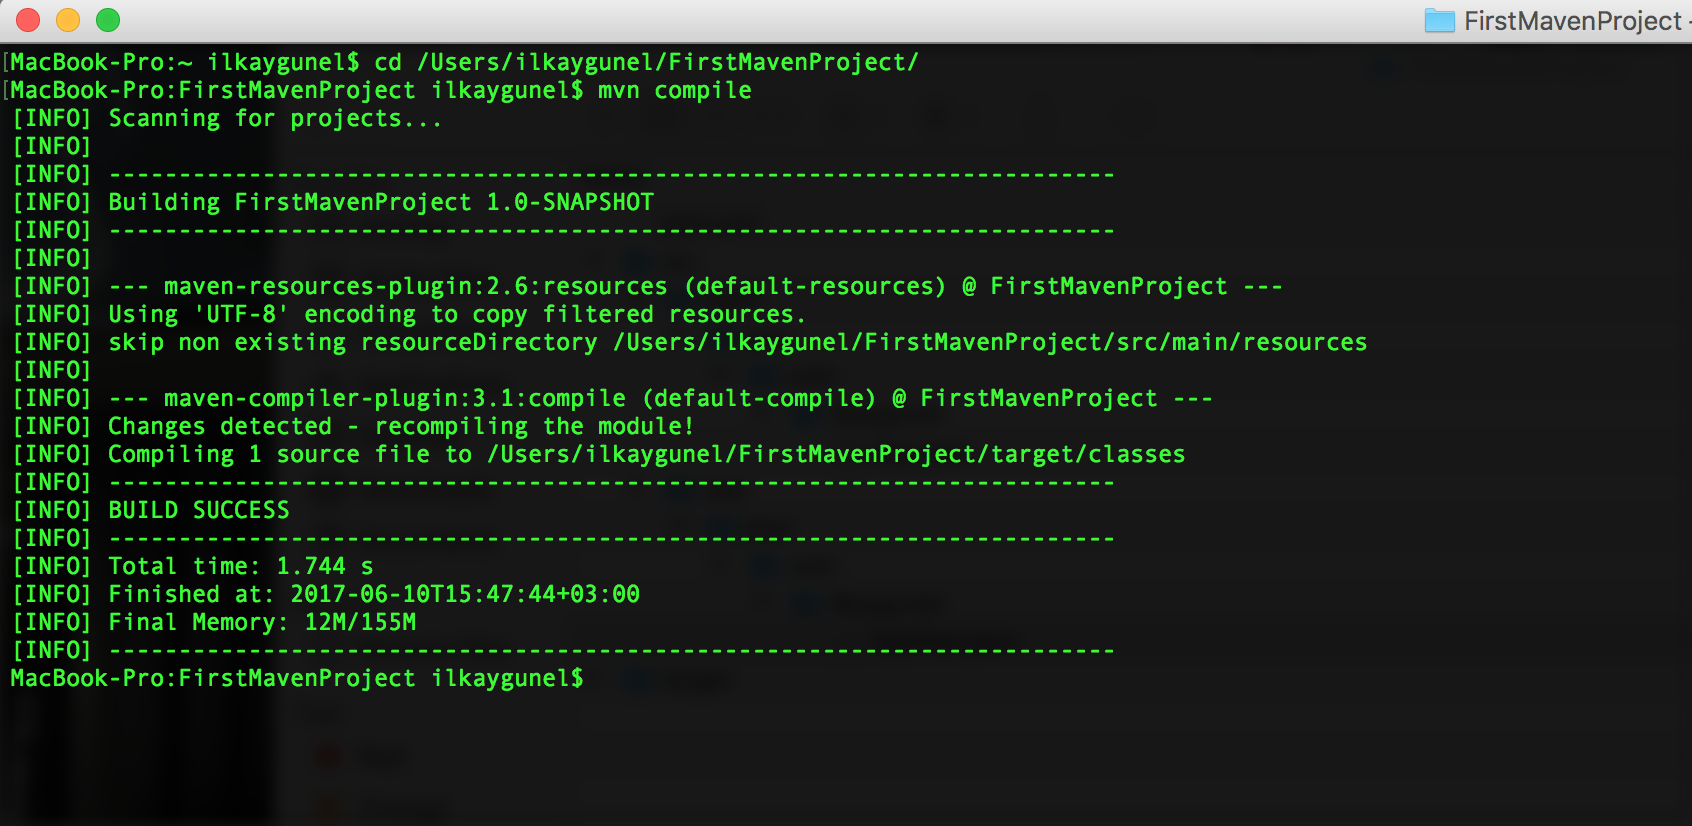 FirstMavenProject -
[MacBook-Pro:~ ilkaygunel$ cd /Users/ilkaygunel/FirstMavenProject/
[MacBook-Pro:FirstMavenProject ilkaygunel$ mvn compile
[INFO] Scanning for projects...
[INFO]
[INFO] ------------------------------------------------------------------------
[INFO] Building FirstMavenProject 1.0-SNAPSHOT
[INFO] ------------------------------------------------------------------------
[INFO]
[INFO] --- maven-resources-plugin:2.6:resources (default-resources) @ FirstMavenProject ---
[INFO] Using 'UTF-8' encoding to copy filtered resources.
[INFO] skip non existing resourceDirectory /Users/ilkaygunel/FirstMavenProject/src/main/resources
[INFO]
[INFO] --- maven-compiler-plugin:3.1:compile (default-compile) @ FirstMavenProject ---
[INFO] Changes detected - recompiling the module!
[INFO] Compiling 1 source file to /Users/ilkaygunel/FirstMavenProject/target/classes
[INFO] ------------------------------------------------------------------------
[INFO] BUILD SUCCESS
[INFO] ------------------------------------------------------------------------
[INFO] Total time: 1.744 s
[INFO] Finished at: 2017-06-10T15:47:44+03:00
[INFO] Final Memory: 12M/155M
[INFO] ------------------------------------------------------------------------
MacBook-Pro:FirstMavenProject ilkaygunel$